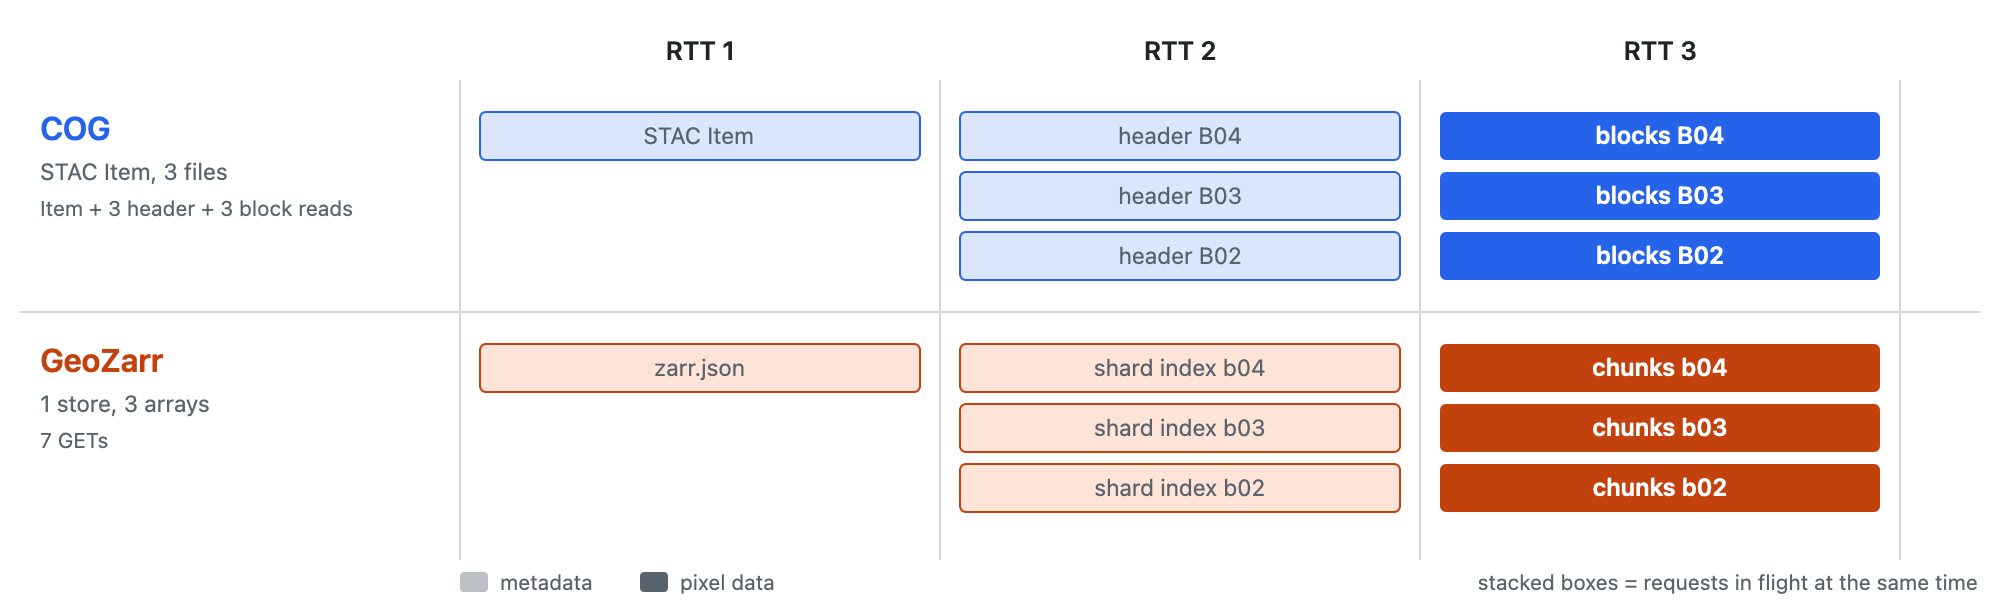 RTT 1
RTT 2
RTT 3
COG
STAC Item, 3 files
Item + 3 header + 3 block reads
STAC Item
header B04
blocks B04
header B03
blocks B03
header B02
blocks B02
GeoZarr
1 store, 3 arrays
7 GETs
zarr.json
shard index b04
chunks b04
shard index b03
chunks b03
shard index b02
chunks b02
metadata
pixel data
stacked boxes = requests in flight at the same time